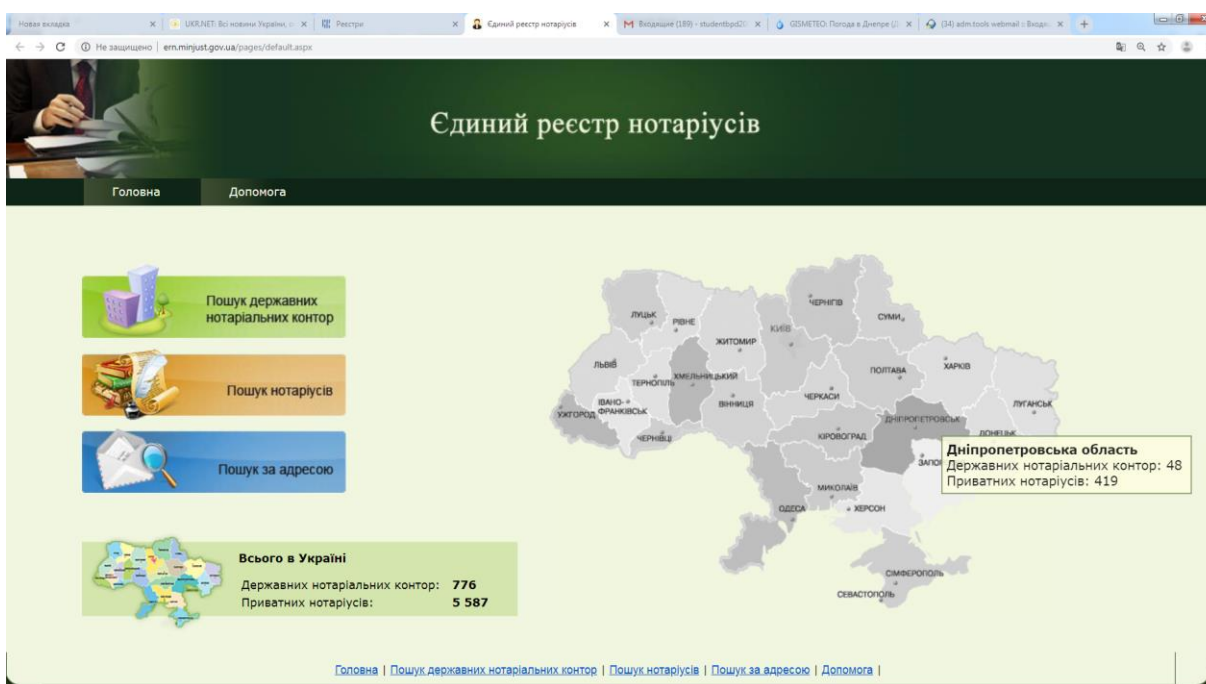 Новая вкладка
UKR.NET: Всі новини України, о
Реєстри
Єдиний реєстр нотаріусів
Входящие (189) - studentbpd20
GISMETEO: Погода в Днепре (Д
(34) adm.tools webmail :: Входя
Не защищено | ern.minjust.gov.ua/pages/default.aspx
Єдиний реєстр нотаріусів
Головна
Допомога
Пошук державних
нотаріальних контор
Пошук нотаріусів
Пошук за адресою
Всього в Україні
Державних нотаріальних контор: 776
Приватних нотаріусів: 5 587
ЛУЦЬК
РІВНЕ
ЖИТОМИР
КИЇВ
ЧЕРНІГІВ
СУМИ
ЛЬВІВ
ТЕРНОПІЛЬ
ХМЕЛЬНИЦЬКИЙ
ВІННИЦЯ
ЧЕРКАСИ
ПОЛТАВА
ХАРКІВ
ЛУГАНСЬК
УЖГОРОД
ІВАНО-
ФРАНКІВСЬК
ЧЕРНІВЦІ
КІРОВОГРАД
ДНІПРОПЕТРОВСЬК
ДОНЕЦЬК
ЗАПО
МИКОЛАЇВ
ОДЕСА
ХЕРСОН
СІМФЕРОПОЛЬ
СЕВАСТОПОЛЬ
Дніпропетровська область
Державних нотаріальних контор: 48
Приватних нотаріусів: 419
Головна | Пошук державних нотаріальних контор | Пошук нотаріусів | Пошук за адресою | Допомога |